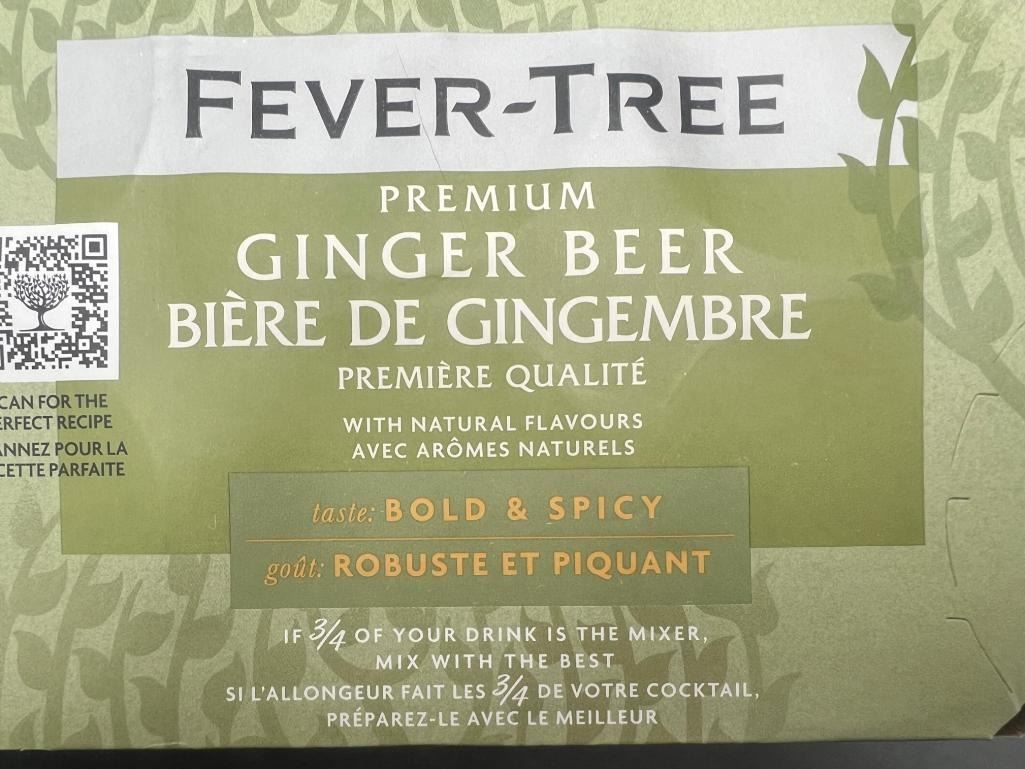 FEVER-TREE
PREMIUM
GINGER BEER
BIÈRE DE GINGEMBRE
PREMIÈRE QUALITÉ
WITH NATURAL FLAVOURS
AVEC ARÔMES NATURELS
taste: BOLD & SPICY
goût: ROBUSTE ET PIQUANT
IF 3/4 OF YOUR DRINK IS THE MIXER,
MIX WITH THE BEST
SI L'ALLONGEUR FAIT LES 3/4 DE VOTRE COCKTAIL,
PRÉPAREZ-LE AVEC LE MEILLEUR
CAN FOR THE
ERFECT RECIPE
ANNEZ POUR LA
CETTE PARFAITE